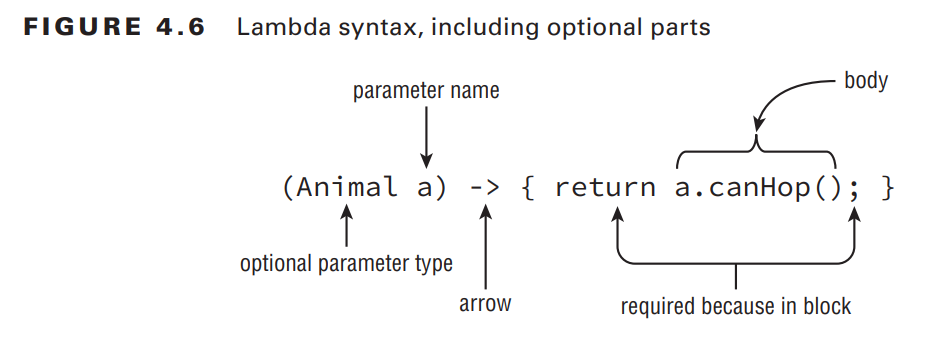 FIGURE 4.6 Lambda syntax, including optional parts
parameter name
body
(Animal a) -> { return a.canHop(); }
optional parameter type
arrow
required because in block